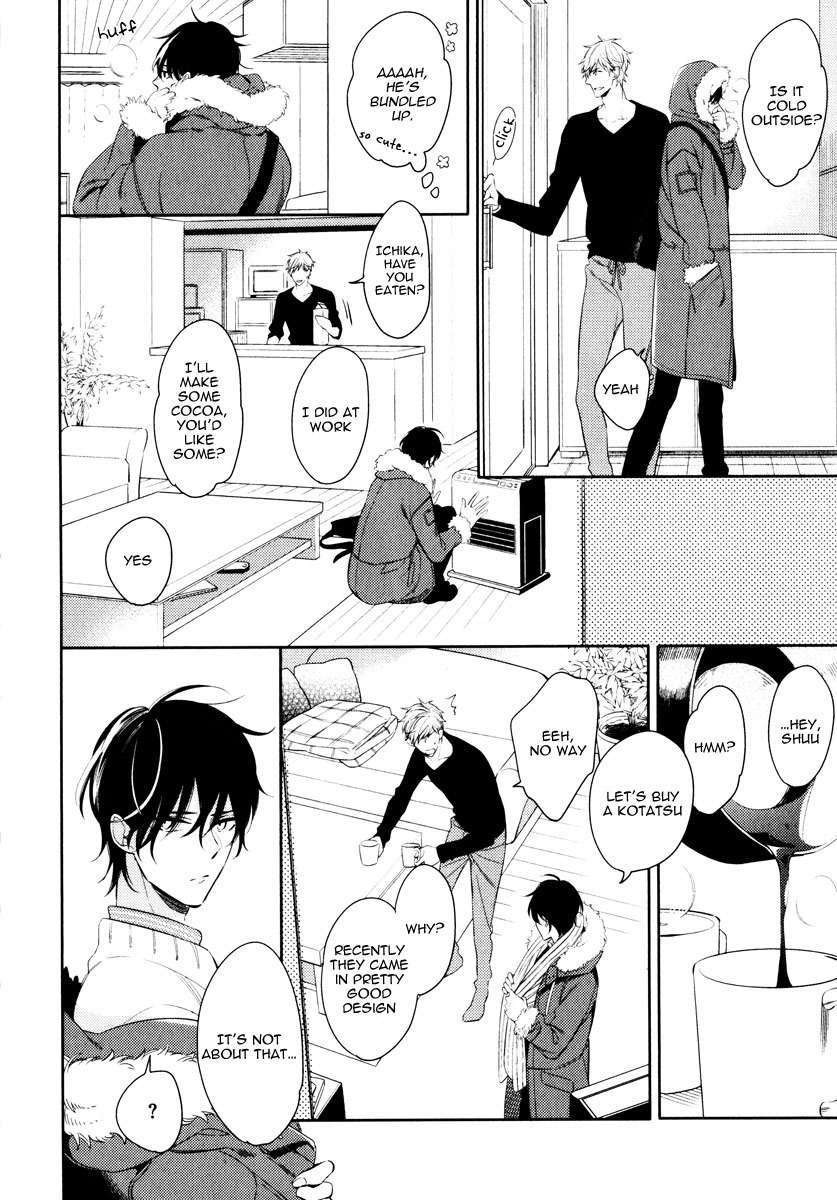 IS IT
COLD
OUTSIDE?
click
YEAH
AAAAH,
HE'S
BUNDLED
UP.
so cute...
huff
ICHIKA,
HAVE
YOU
EATEN?
I DID AT
WORK
I'LL
MAKE
SOME
COCOA,
YOU'D
LIKE
SOME?
YES
...HEY,
SHUU
HMM?
LET'S BUY
A KOTATSU
EEH,
NO WAY
WHY?
RECENTLY
THEY CAME
IN PRETTY
GOOD
DESIGN
IT'S NOT
ABOUT THAT...
?